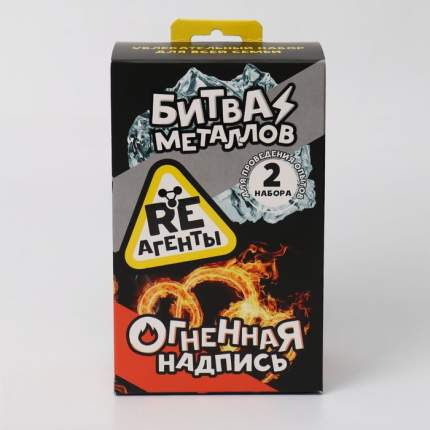 УВЛЕКАТЕЛЬНЫЙ НАБОР
ДЛЯ ВСЕЙ СЕМЬИ
БИТВА
МЕТАЛЛОВ
ДЛЯ ПРОВЕДЕНИЯ ОПЫТОВ
2
НАБОРА
RE
АГЕНТЫ
ОГНЕННАЯ
НАДПИСЬ